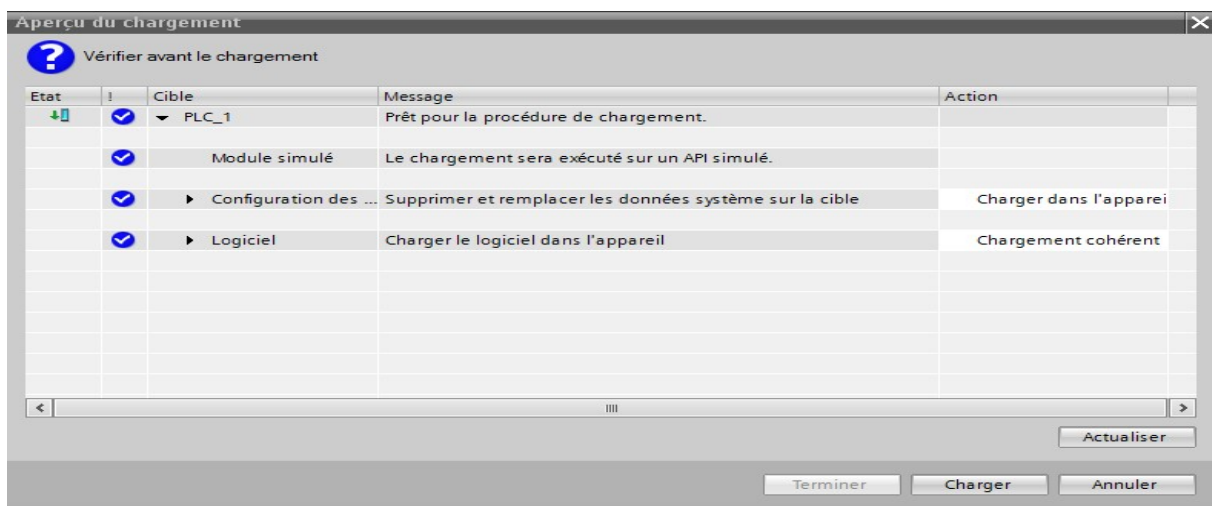 Aperçu du chargement
Vérifier avant le chargement
Etat ! Cible Message Action
PLC_1 Prêt pour la procédure de chargement.
Module simulé Le chargement sera exécuté sur un API simulé.
Configuration des ... Supprimer et remplacer les données système sur la cible Charger dans l'apparei
Logiciel Charger le logiciel dans l'appareil Chargement cohérent
Actualiser
Terminer Charger Annuler